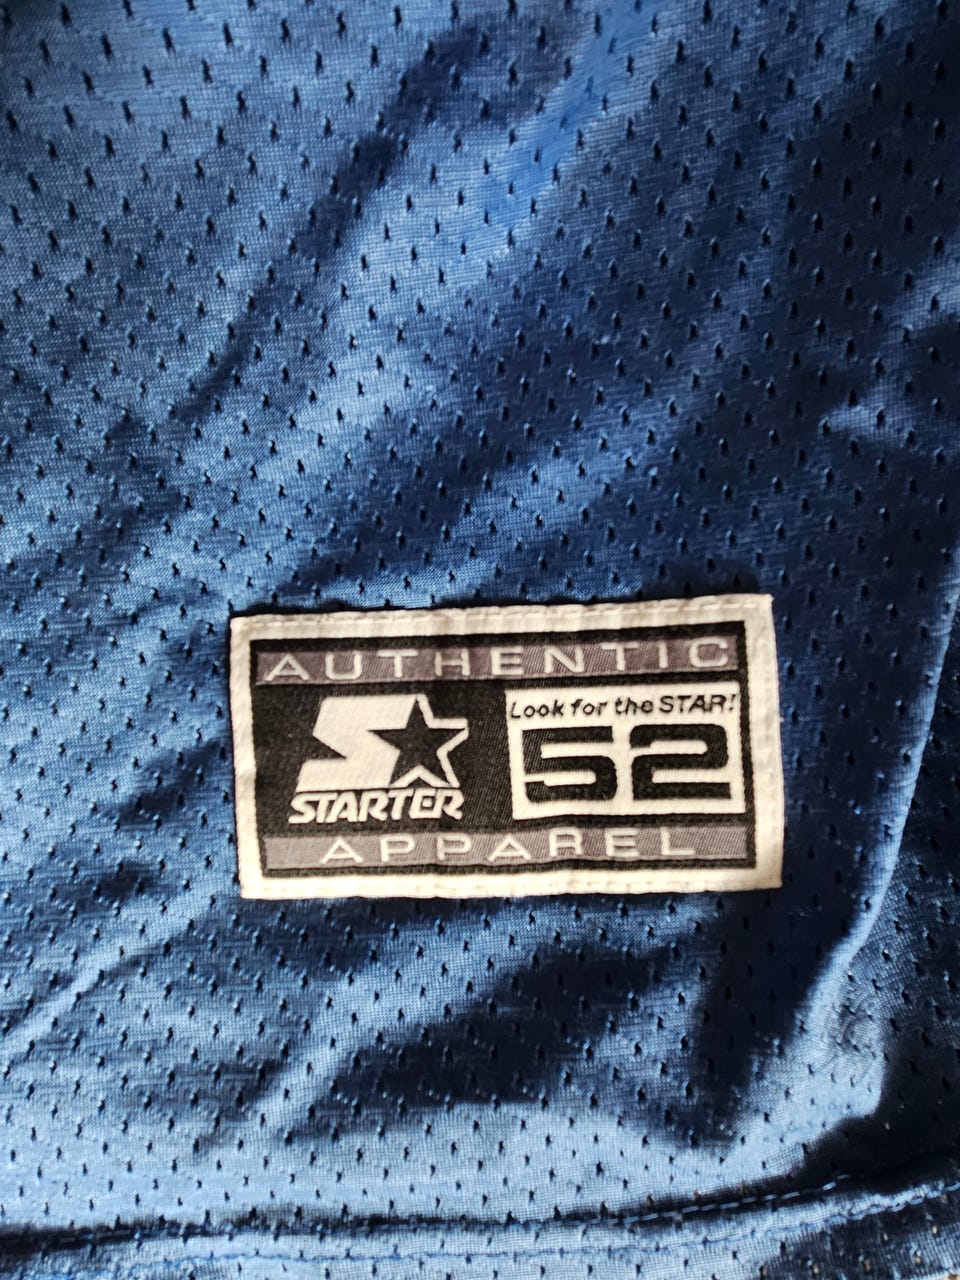 AUTHENTIC
Look for the STAR!
52
STARTER
APPAREL